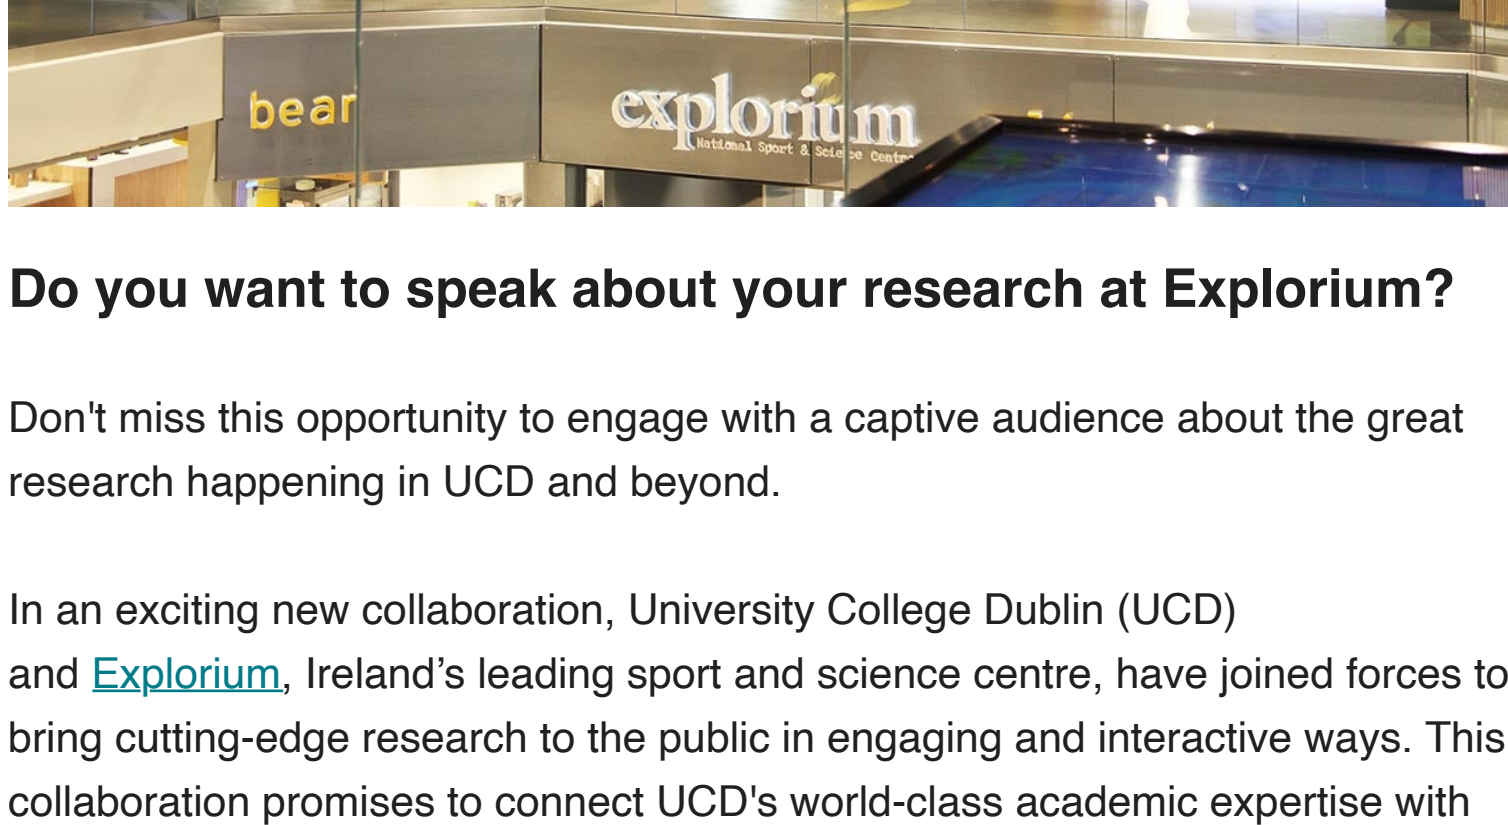 bear
explorium
National Sport & Science Centre
Do you want to speak about your research at Explorium?
Don't miss this opportunity to engage with a captive audience about the great
research happening in UCD and beyond.
In an exciting new collaboration, University College Dublin (UCD)
and Explorium, Ireland’s leading sport and science centre, have joined forces to
bring cutting-edge research to the public in engaging and interactive ways. This
collaboration promises to connect UCD's world-class academic expertise with